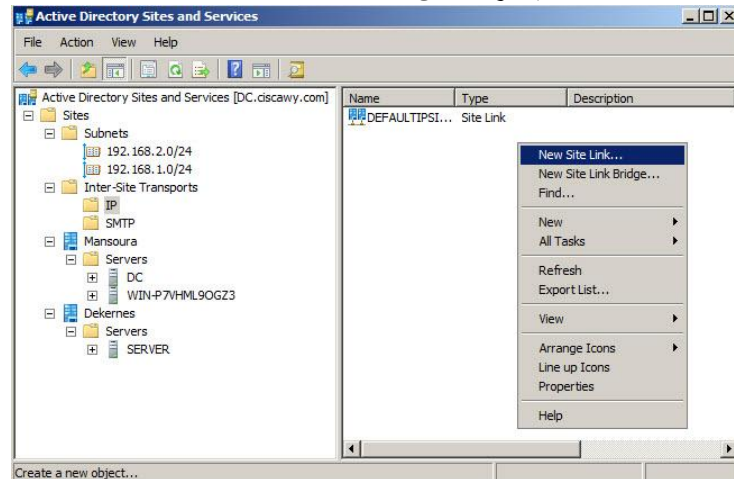 Active Directory Sites and Services
File Action View Help
Active Directory Sites and Services [DC.ciscawy.com]
Sites
Subnets
192.168.2.0/24
192.168.1.0/24
Inter-Site Transports
IP
SMTP
Mansoura
Servers
DC
WIN-P7VHML9OGZ3
Dekernes
Servers
SERVER
Name Type Description
DEFAULTIPSI... Site Link
New Site Link...
New Site Link Bridge...
Find...
New
All Tasks
Refresh
Export List...
View
Arrange Icons
Line up Icons
Properties
Help
Create a new object...